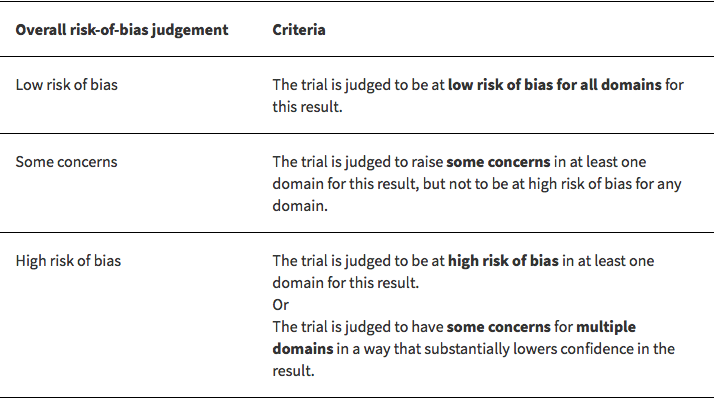 Overall risk-of-bias judgement Criteria
Low risk of bias The trial is judged to be at low risk of bias for all domains for
this result.
Some concerns The trial is judged to raise some concerns in at least one
domain for this result, but not to be at high risk of bias for any
domain.
High risk of bias The trial is judged to be at high risk of bias in at least one
domain for this result.
Or
The trial is judged to have some concerns for multiple
domains in a way that substantially lowers confidence in the
result.